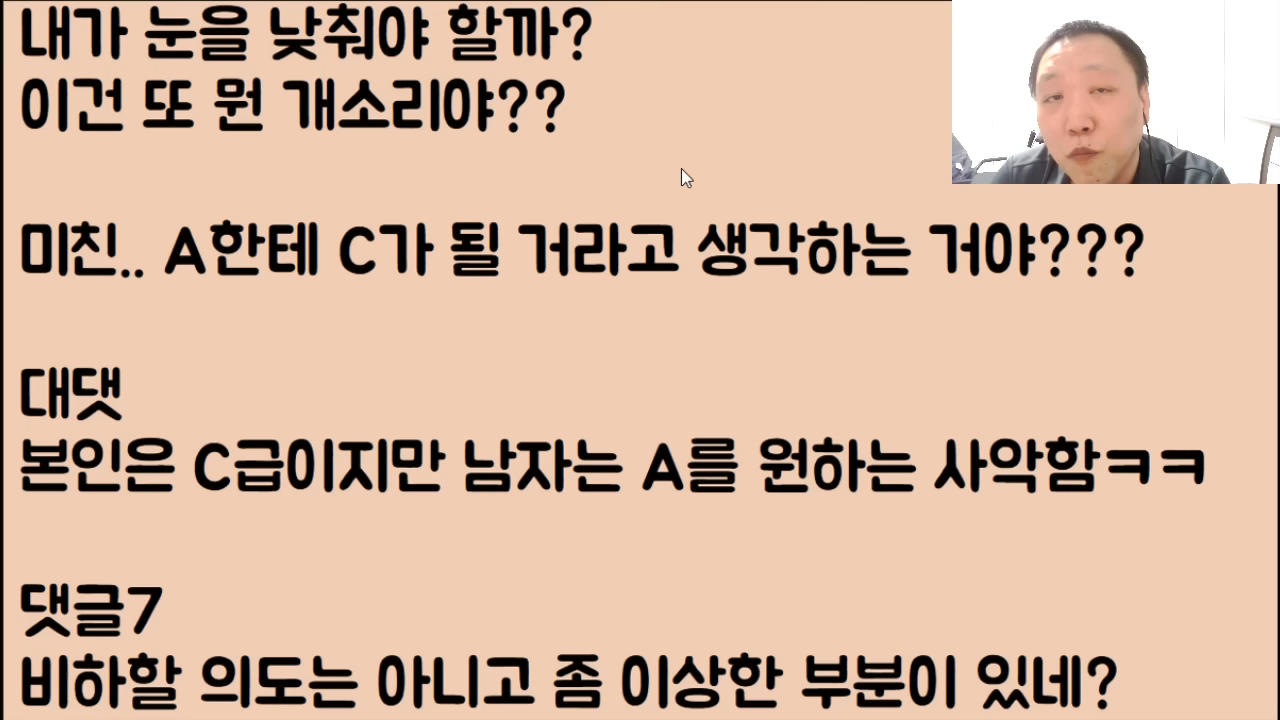 내가 눈을 낮춰야 할까?
이건 또 뭔 개소리야??
미친.. A한테 C가 될 거라고 생각하는 거야???
대댓
본인은 C급이지만 남자는 A를 원하는 사악함ㅋㅋ
댓글7
비하할 의도는 아니고 좀 이상한 부분이 있네?